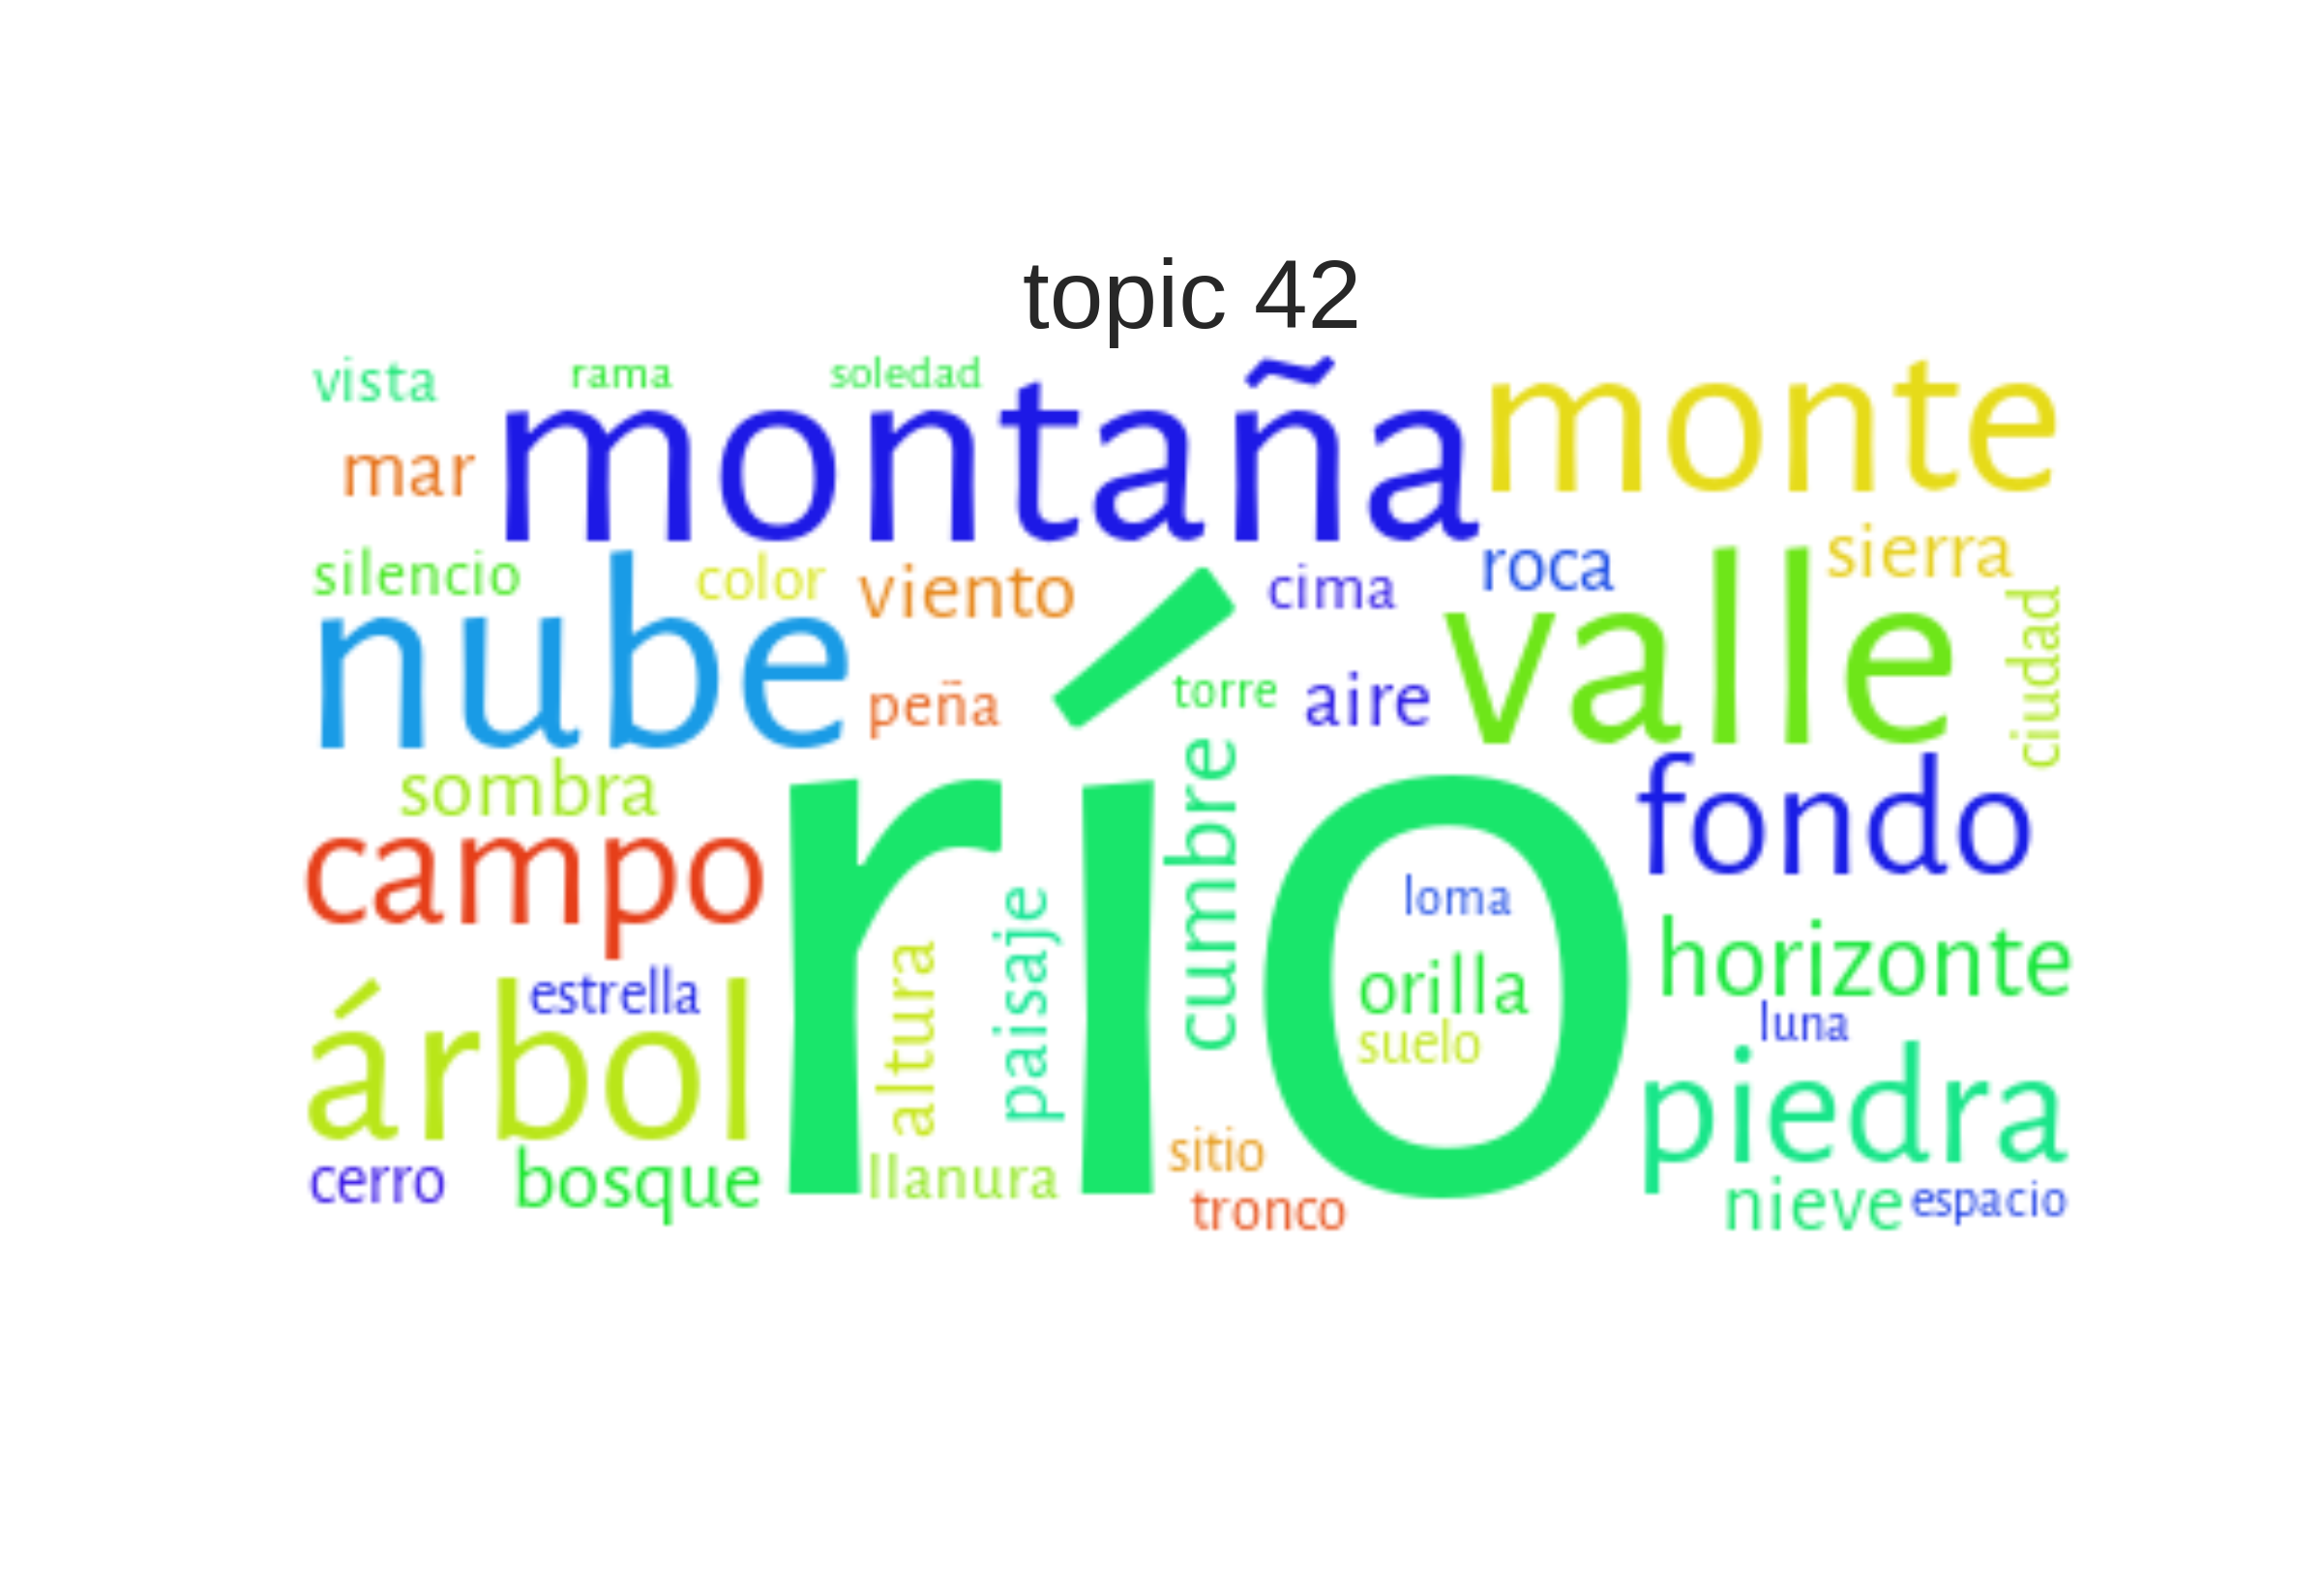 topic 42
vista rama soledad
montaña monte
mar
silencio color viento cima roca sierra
nube valle ciudad
peña torre aire
sombra fondo
campo río cumbre
loma horizonte
estrella altura paisaje orilla luna
árbol suelo piedra
cerro bosque llanura sitio nieve espacio
tronco